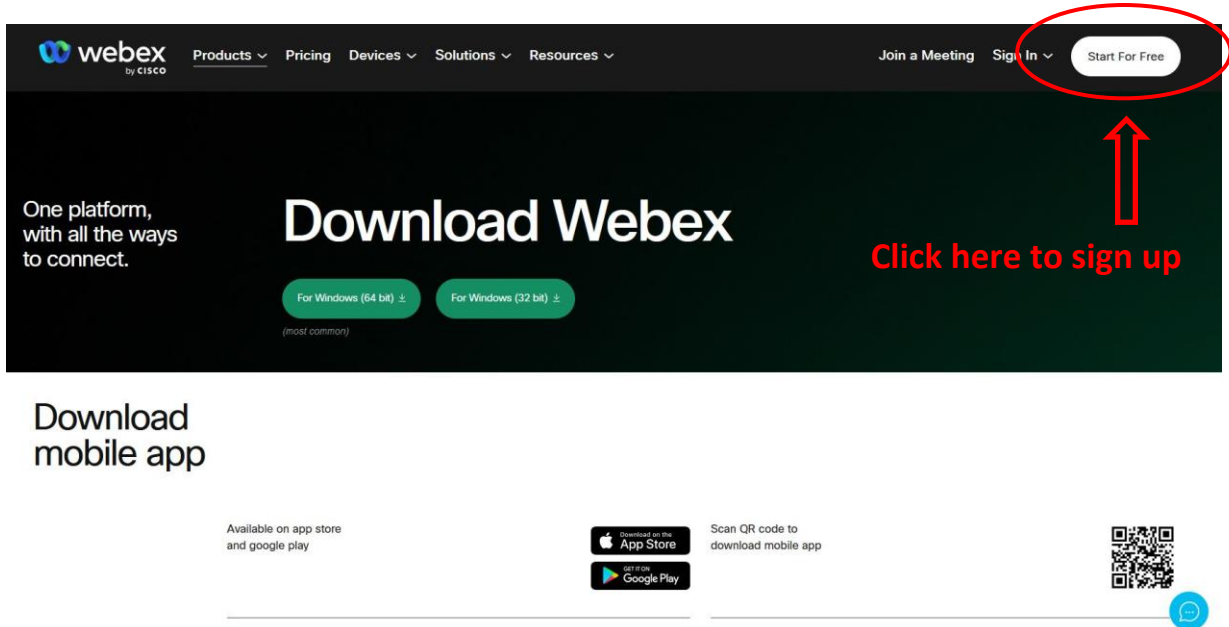 webex
by CISCO
Products Pricing Devices Solutions Resources
Join a Meeting Sign In Start For Free
One platform,
with all the ways
to connect.
Download Webex
For Windows (64 bit)
For Windows (32 bit)
(most common)
Click here to sign up
Download
mobile app
Available on app store
and google play
Download on the
App Store
GET IT ON
Google Play
Scan QR code to
download mobile app